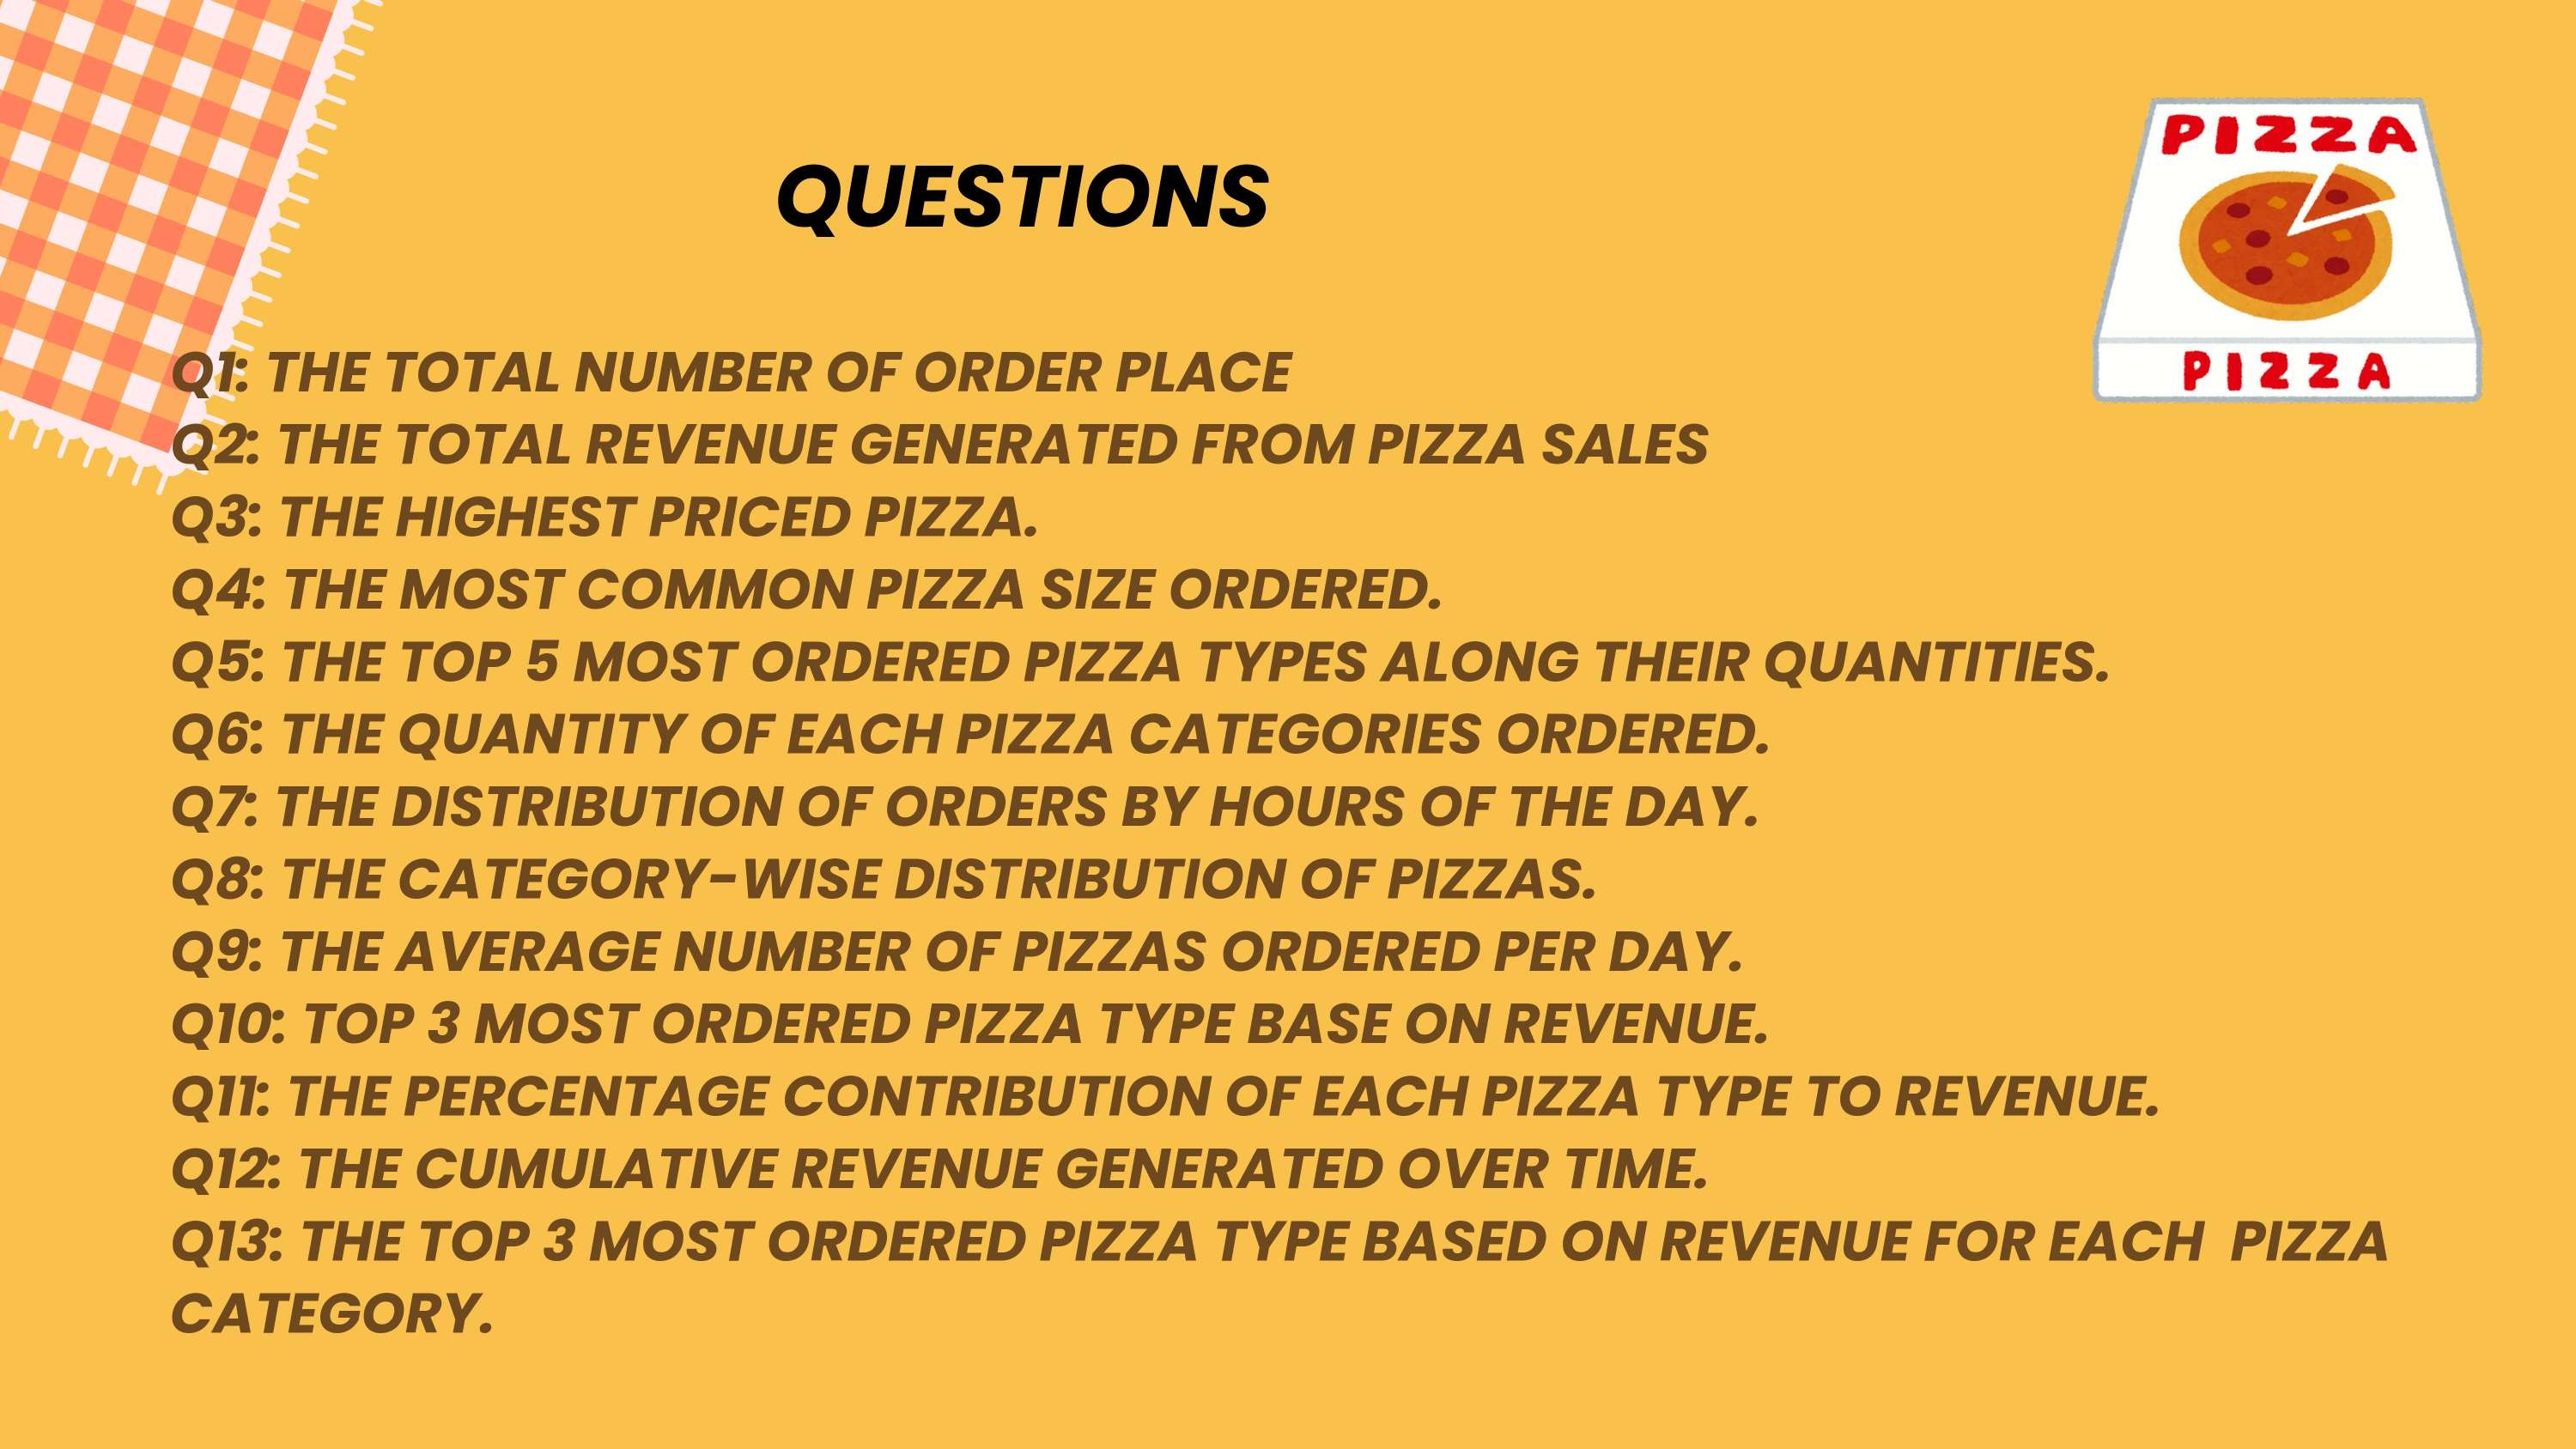 PIZZA
QUESTIONS
PIZZA
Q1: THE TOTAL NUMBER OF ORDER PLACE
Q2: THE TOTAL REVENUE GENERATED FROM PIZZA SALES
Q3: THE HIGHEST PRICED PIZZA.
Q4: THE MOST COMMON PIZZA SIZE ORDERED.
Q5: THE TOP 5 MOST ORDERED PIZZA TYPES ALONG THEIR QUANTITIES.
Q6: THE QUANTITY OF EACH PIZZA CATEGORIES ORDERED.
Q7: THE DISTRIBUTION OF ORDERS BY HOURS OF THE DAY.
Q8: THE CATEGORY-WISE DISTRIBUTION OF PIZZAS.
Q9: THE AVERAGE NUMBER OF PIZZAS ORDERED PER DAY.
Q10: TOP 3 MOST ORDERED PIZZA TYPE BASE ON REVENUE.
Q11: THE PERCENTAGE CONTRIBUTION OF EACH PIZZA TYPE TO REVENUE.
Q12: THE CUMULATIVE REVENUE GENERATED OVER TIME.
Q13: THE TOP 3 MOST ORDERED PIZZA TYPE BASED ON REVENUE FOR EACH  PIZZA
CATEGORY.